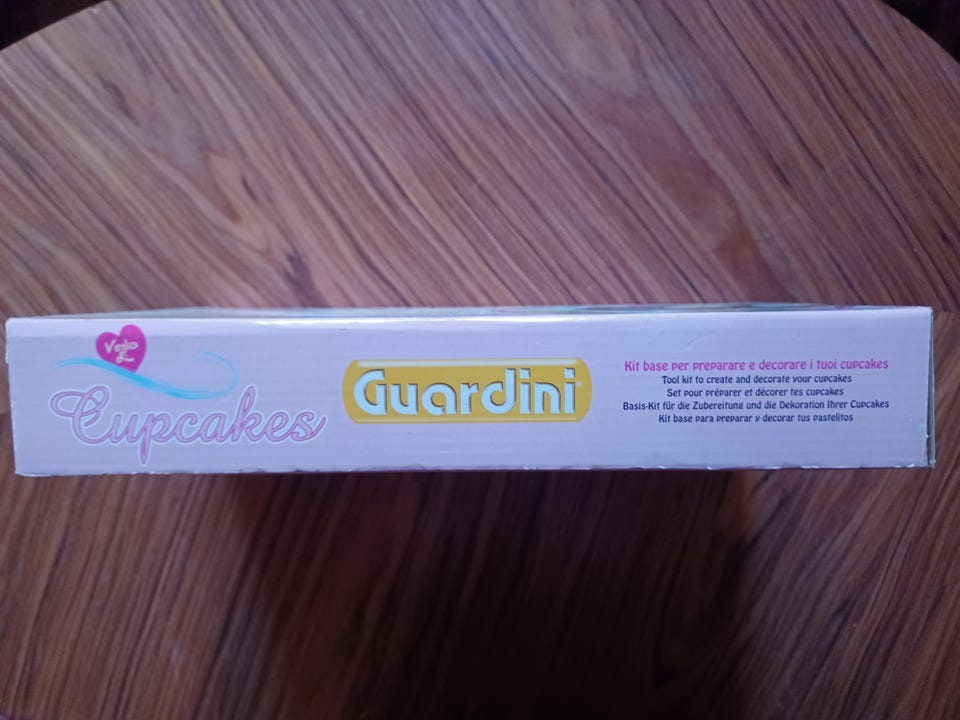 Voglio
di
Cupcakes
Guardini
Kit base per preparare e decorare i tuoi cupcakes
Tool kit to create and decorate your cupcakes
Set pour préparer et décorer tes cupcakes
Basis-Kit für die Zubereitung und die Dekoration Ihrer Cupcakes
Kit base para preparar y decorar tus pastelitos